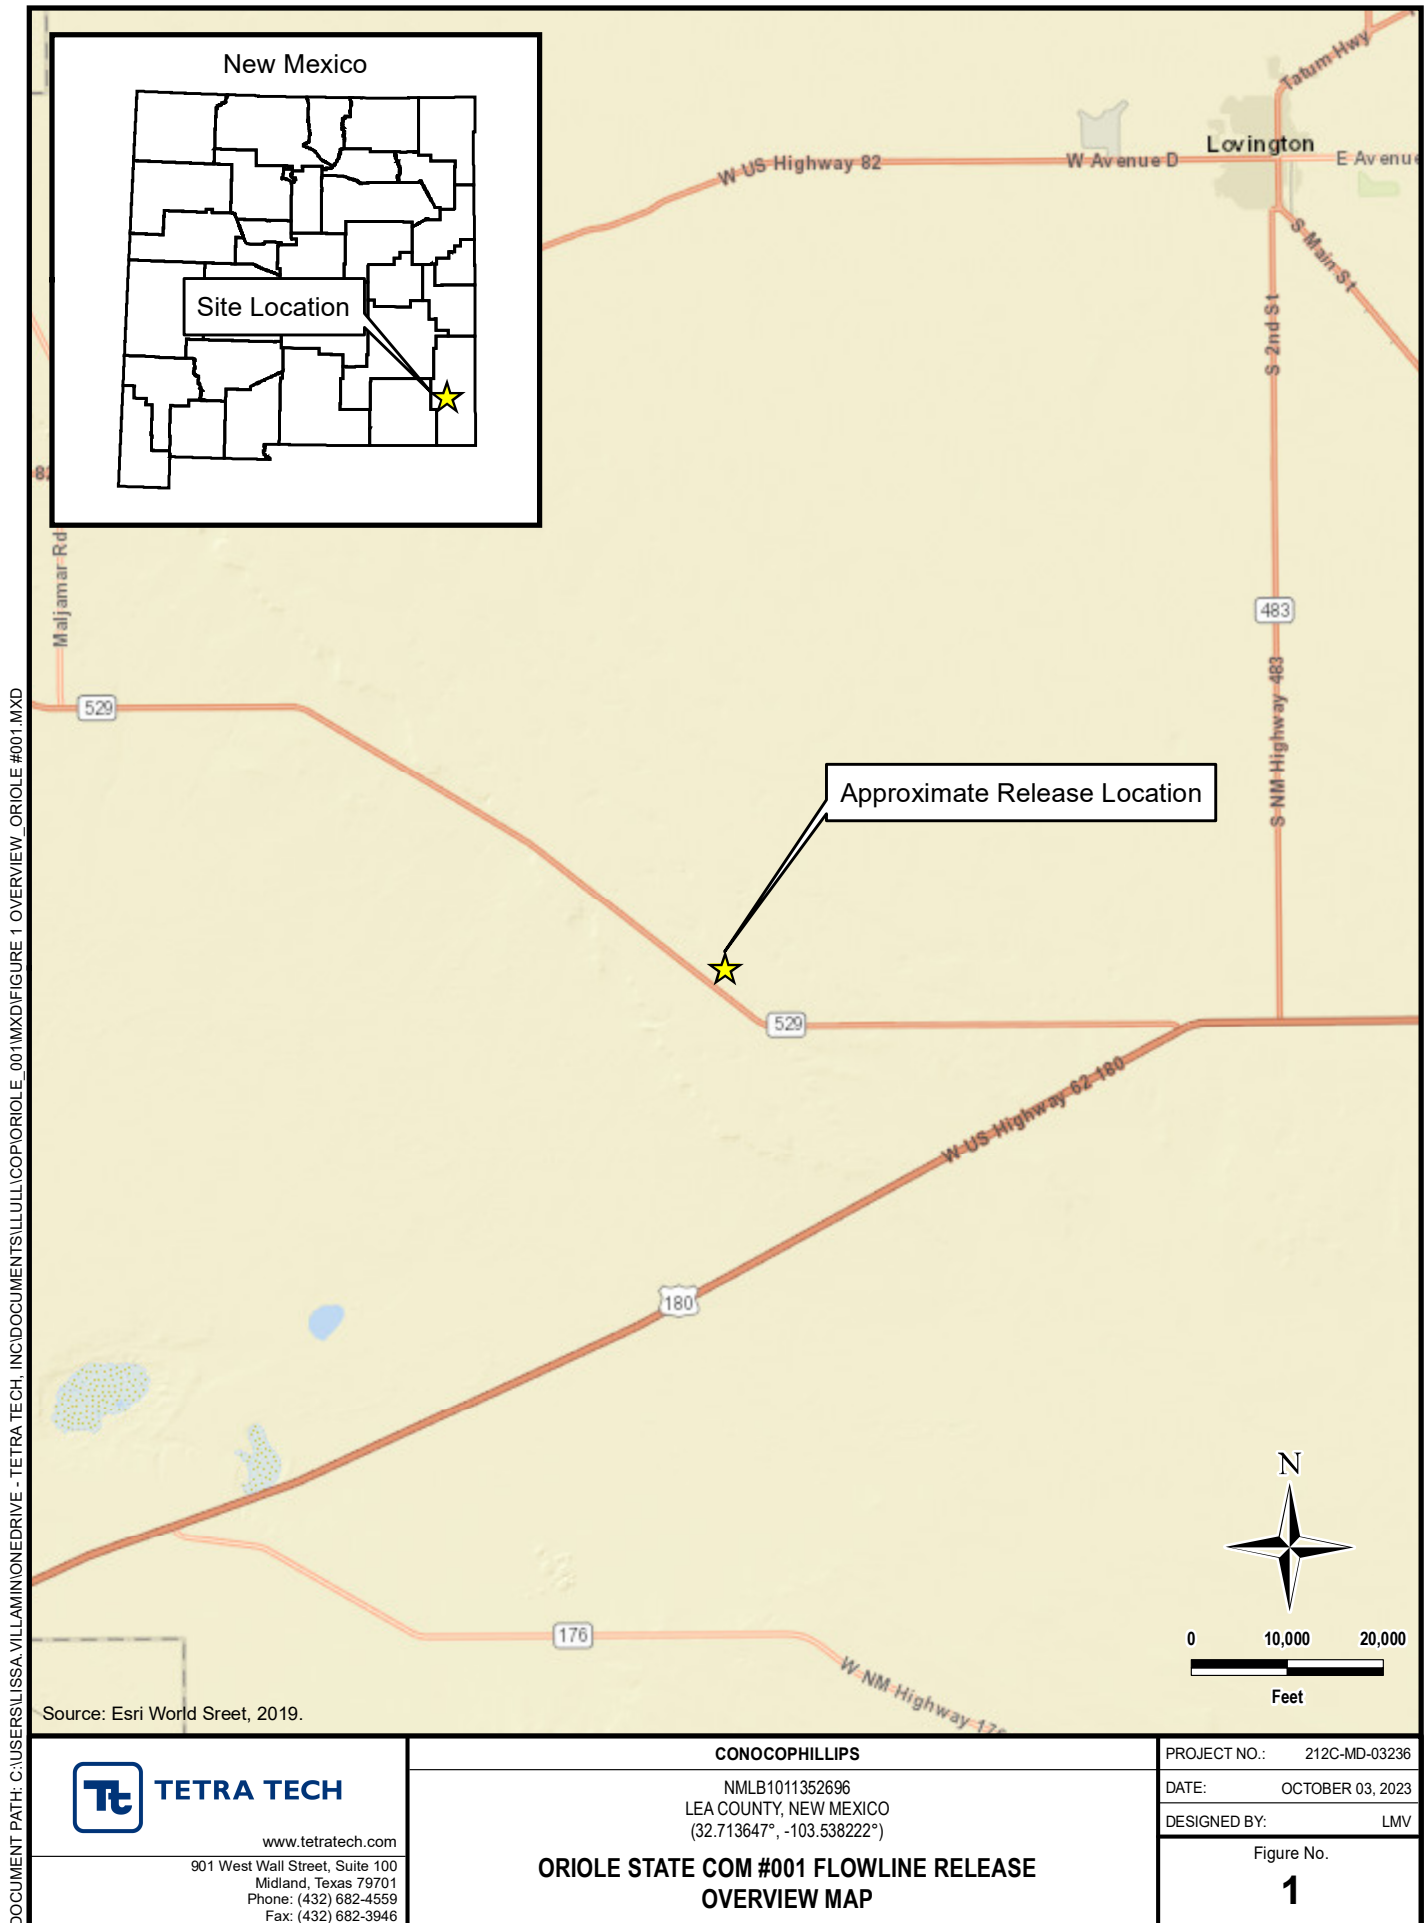 New Mexico
Site Location
Tatum Hwy
Lovington
W US Highway 82
W Avenue D
E Avenue
S Main St
S 2nd St
82
Maljamar Rd
483
S NM Highway 483
529
Approximate Release Location
529
W US Highway 62 180
180
N
176
W NM Highway 176
0 10,000 20,000
Feet
Source: Esri World Sreet, 2019.
DOCUMENT PATH: C:\USERS\LISSA.VILLAMIN\ONEDRIVE - TETRA TECH, INC\DOCUMENTS\LLULL\COP\ORIOLE_001\MXD\FIGURE 1 OVERVIEW_ORIOLE #001.MXD
Tt TETRA TECH
www.tetratech.com
901 West Wall Street, Suite 100
Midland, Texas 79701
Phone: (432) 682-4559
Fax: (432) 682-3946
CONOCOPHILLIPS
NMLB1011352696
LEA COUNTY, NEW MEXICO
(32.713647°, -103.538222°)
ORIOLE STATE COM #001 FLOWLINE RELEASE
OVERVIEW MAP
PROJECT NO.: 212C-MD-03236
DATE: OCTOBER 03, 2023
DESIGNED BY: LMV
Figure No.
1